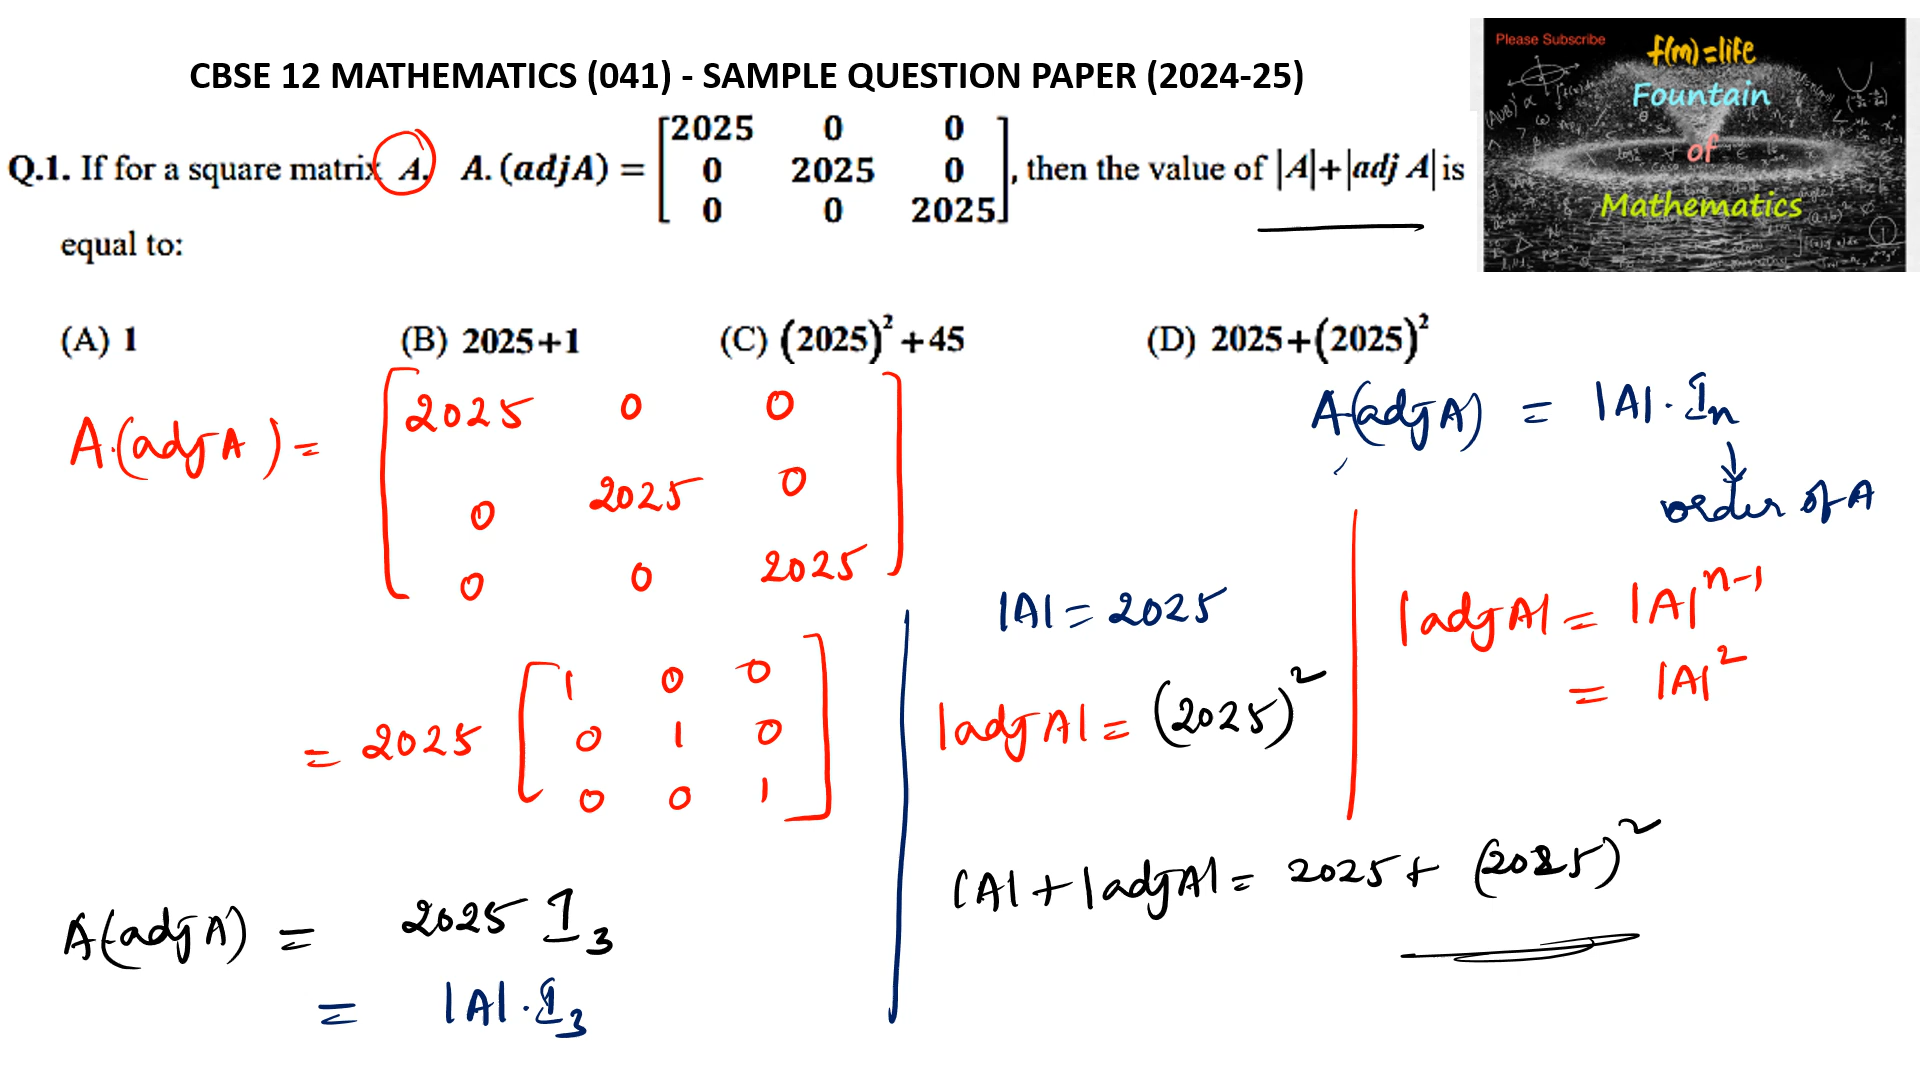 CBSE 12 MATHEMATICS (041) - SAMPLE QUESTION PAPER (2024-25)
Please Subscribe
f(m)=life
Fountain
of
Mathematics
Q.1. If for a square matrix A, A.(adjA) = [2025 0 0
0 2025 0
0 0 2025], then the value of |A|+|adj A| is
equal to:
(A) 1 (B) 2025+1 (C) (2025)²+45 (D) 2025+(2025)²
A.(adjA) = [2025 0 0
0 2025 0
0 0 2025]
= 2025 [1 0 0
0 1 0
0 0 1]
A(adjA) = 2025 I₃
= |A|.I₃
A(adjA) = |A|.Iₙ
order of A
|A| = 2025
|adjA| = (2025)²
|adjA| = |A|ⁿ⁻¹
= |A|²
|A|+|adjA| = 2025+(2025)²